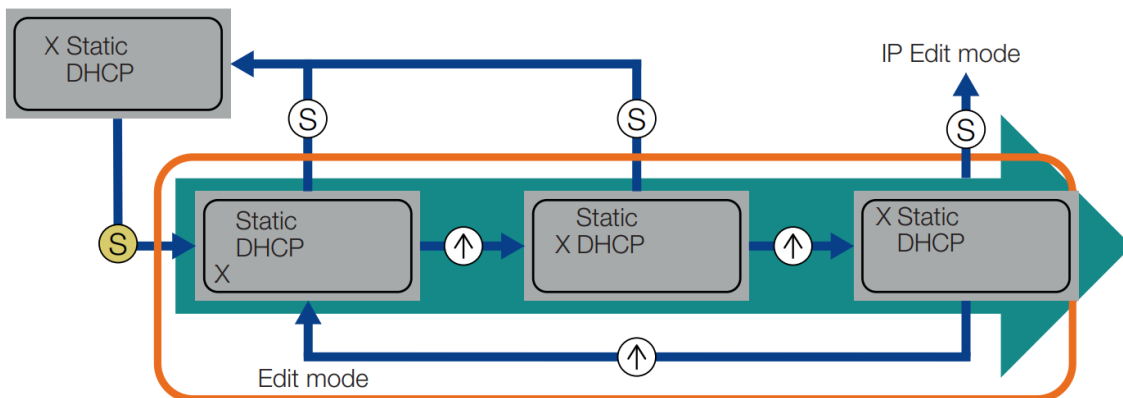 X Static
DHCP
IP Edit mode
S
S
S
S
Static
DHCP
X
Static
X DHCP
X Static
DHCP
↑
↑
↑
Edit mode